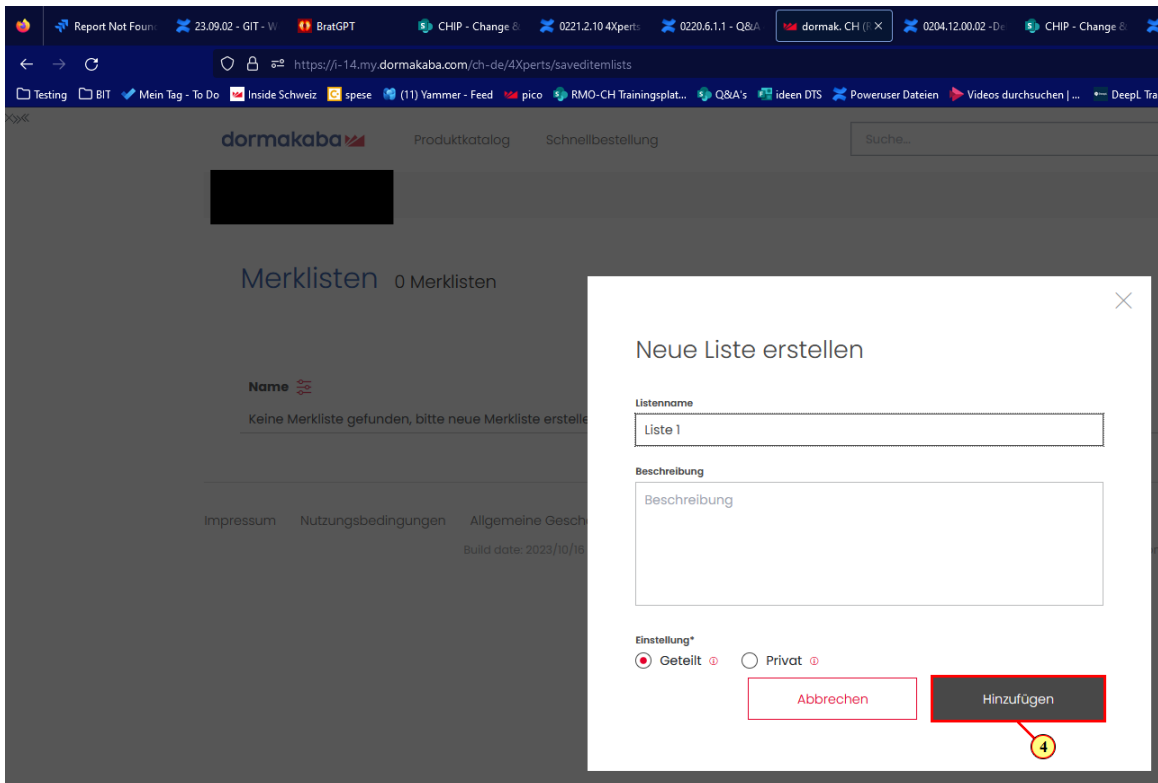 Report Not Foun
23.09.02 - GIT - W
BratGPT
CHIP - Change &
0221.2.10 4Xperts
0220.6.1.1 - Q&A
dormak. CH (R
0204.12.00.02 -De
CHIP - Change &
https://i-14.my.dormakaba.com/ch-de/4Xperts/saveditemlists
Testing BIT Mein Tag - To Do Inside Schweiz spese (11) Yammer - Feed pico RMO-CH Trainingsplat... Q&A's ideen DTS Poweruser Dateien Videos durchsuchen | ... DeepL Tra
dormakaba Produktkatalog Schnellbestellung Suche...
Merklisten 0 Merklisten
Neue Liste erstellen
Name
Keine Merkliste gefunden, bitte neue Merkliste erstelle
Listenname
Liste 1
Beschreibung
Beschreibung
Impressum Nutzungsbedingungen Allgemeine Gesch
Build date: 2023/10/16
Einstellung*
Geteilt Privat
Abbrechen Hinzufügen
4